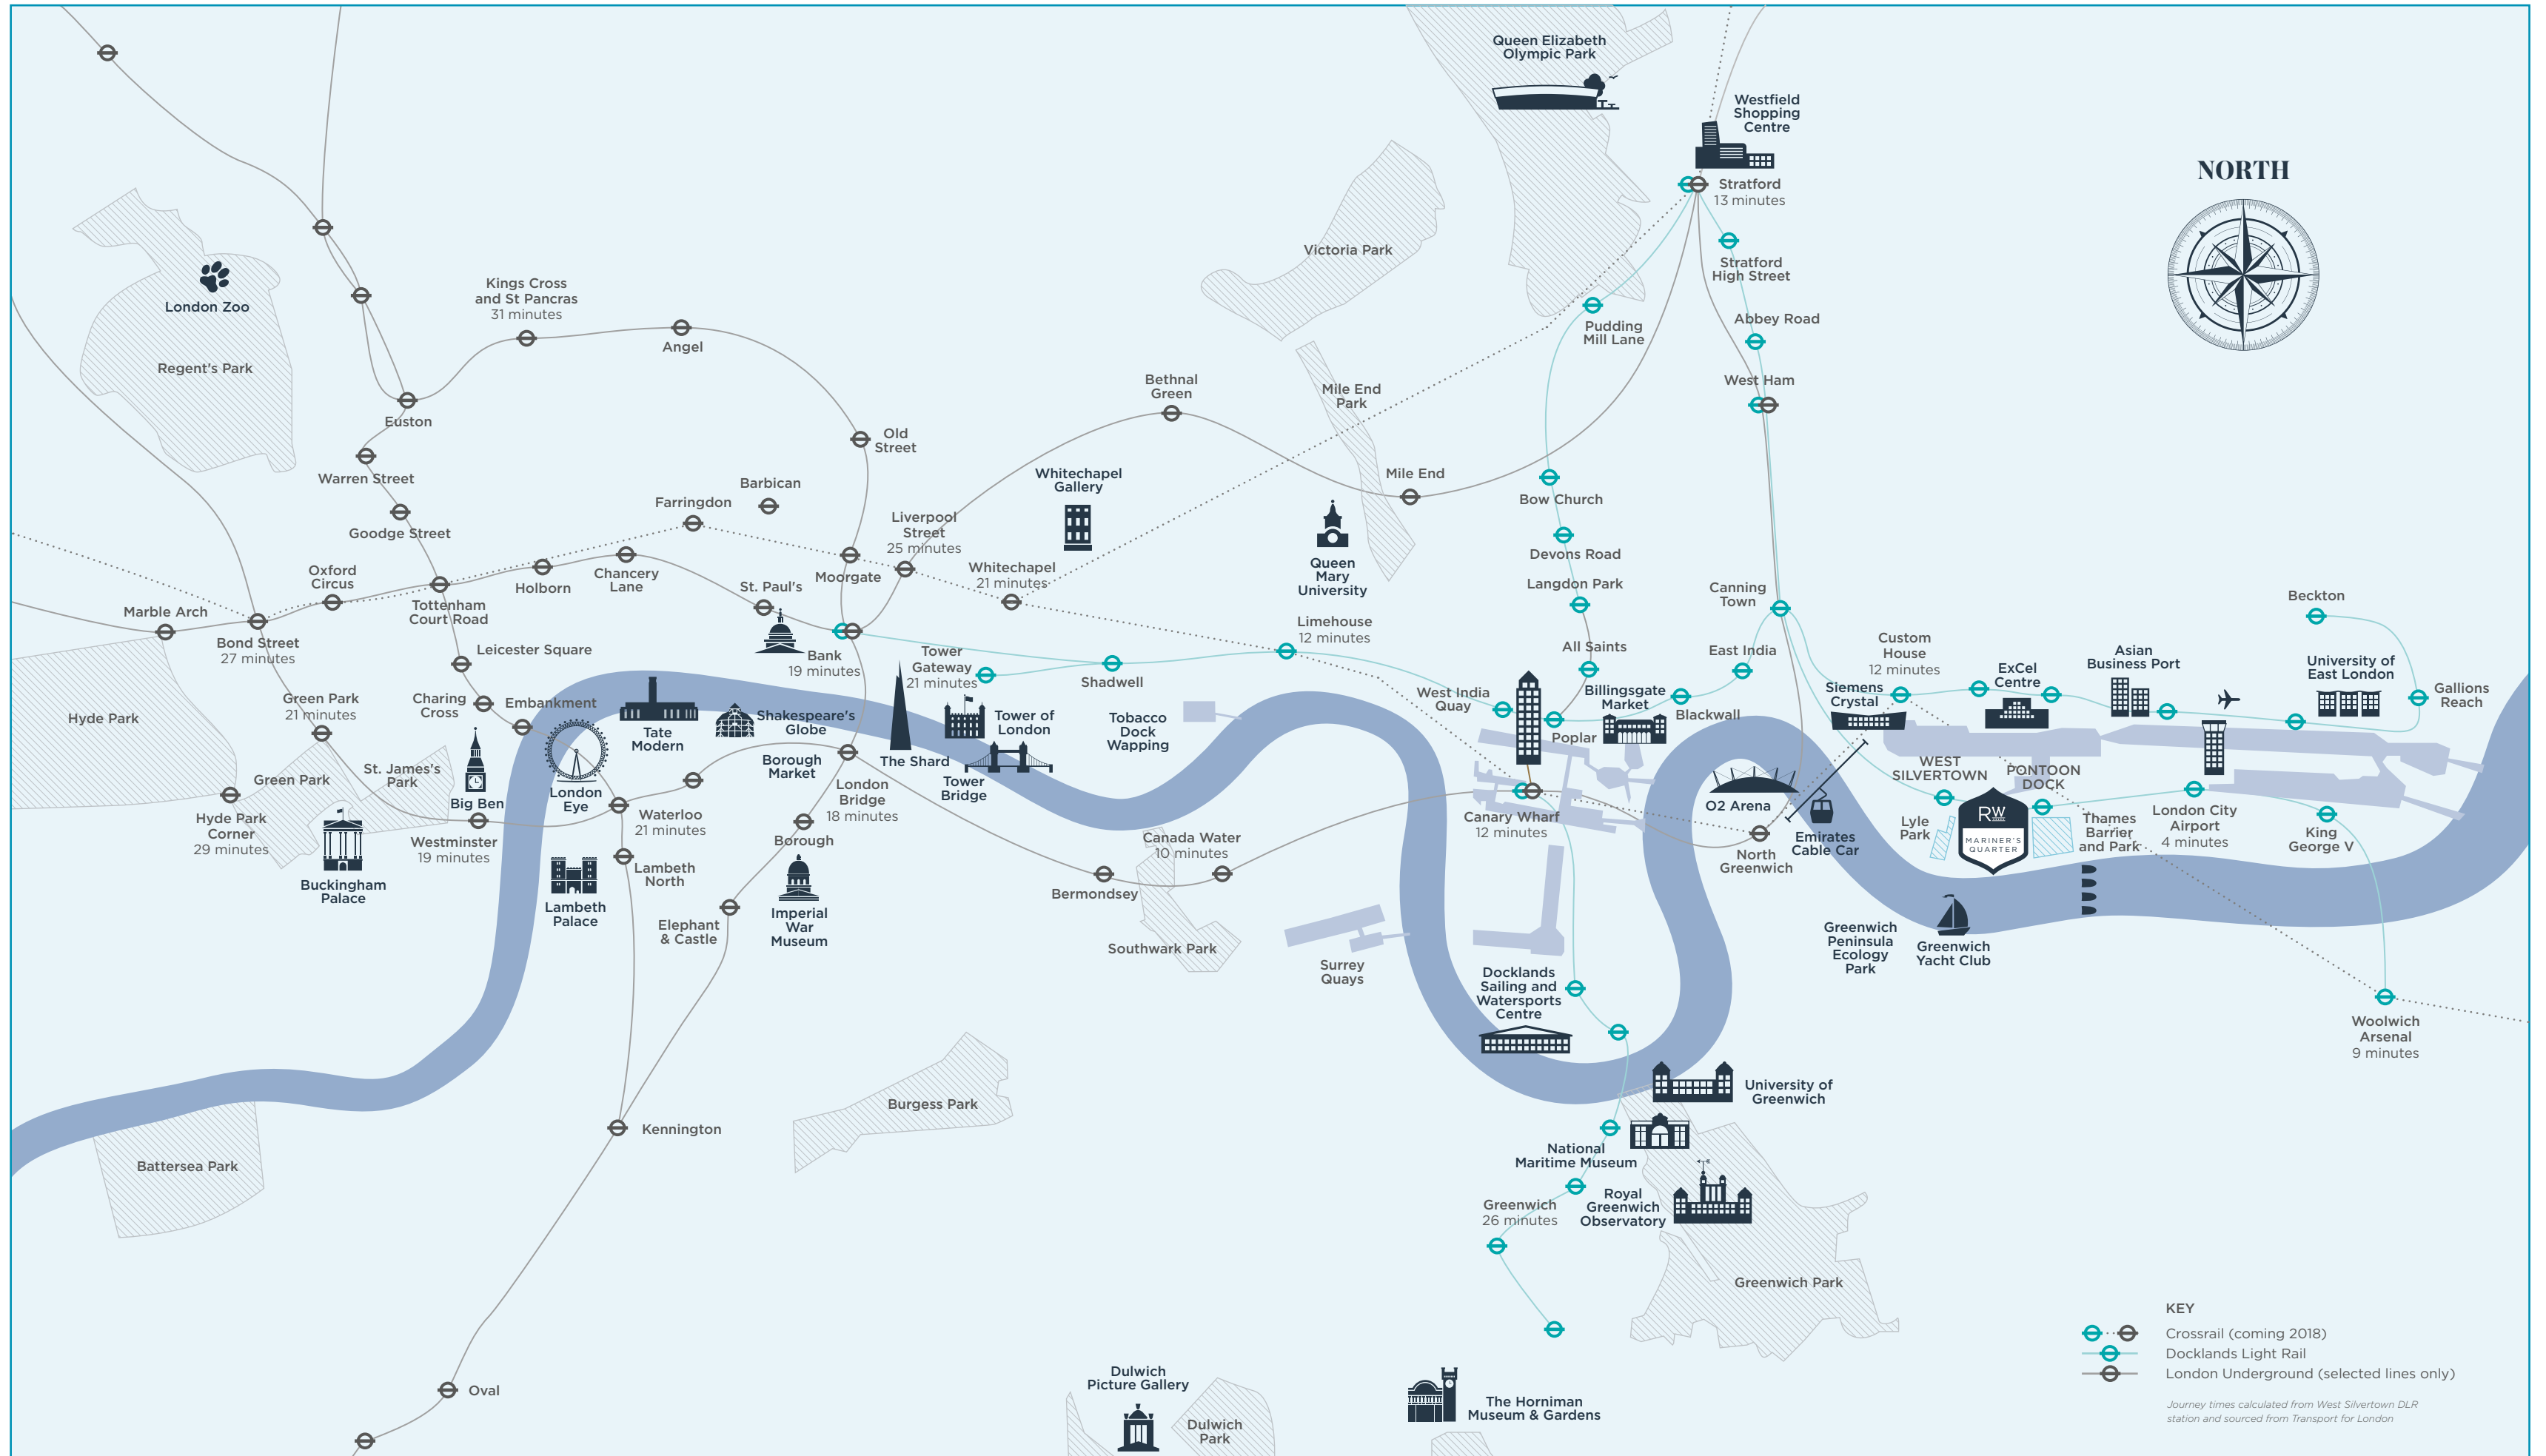 Queen Elizabeth
Olympic Park
Westfield
Shopping
Centre
NORTH
Stratford
13 minutes
Victoria Park
Stratford
High Street
London Zoo
Kings Cross
and St Pancras
31 minutes
Angel
Pudding
Mill Lane
Abbey Road
Regent's Park
Bethnal
Green
Mile End
Park
West Ham
Euston
Old
Street
Warren Street
Whitechapel
Gallery
Mile End
Barbican
Farringdon
Bow Church
Goodge Street
Liverpool
Street
25 minutes
Devons Road
Oxford
Circus
Holborn
Chancery
Lane
St. Paul's
Moorgate
Whitechapel
21 minutes
Queen
Mary
University
Langdon Park
Canning
Town
Beckton
Marble Arch
Tottenham
Court Road
Bond Street
27 minutes
Leicester Square
Bank
19 minutes
Tower
Gateway
21 minutes
Shadwell
Limehouse
12 minutes
All Saints
East India
Custom
House
12 minutes
ExCel
Centre
Asian
Business Port
University of
East London
Gallions
Reach
Hyde Park
Green Park
21 minutes
Charing
Cross
Embankment
Tate
Modern
Shakespeare's
Globe
Tower of
London
Tobacco
Dock
Wapping
West India
Quay
Billingsgate
Market
Blackwall
Poplar
Siemens
Crystal
Green Park
St. James's
Park
Big Ben
London
Eye
Borough
Market
The Shard
Tower
Bridge
WEST
SILVERTOWN
PONTOON
DOCK
Hyde Park
Corner
29 minutes
Westminster
19 minutes
Waterloo
21 minutes
London
Bridge
18 minutes
Borough
Canada Water
10 minutes
Canary Wharf
12 minutes
O2 Arena
Emirates
Cable Car
North
Greenwich
Lyle
Park
RW
MARINER'S
QUARTER
Thames
Barrier
and Park
London City
Airport
4 minutes
King
George V
Buckingham
Palace
Lambeth
Palace
Lambeth
North
Elephant
& Castle
Imperial
War
Museum
Bermondsey
Southwark Park
Surrey
Quays
Docklands
Sailing and
Watersports
Centre
Greenwich
Peninsula
Ecology
Park
Greenwich
Yacht Club
Woolwich
Arsenal
9 minutes
Burgess Park
Kennington
University of
Greenwich
Battersea Park
National
Maritime Museum
Greenwich
26 minutes
Royal
Greenwich
Observatory
Greenwich Park
Oval
Dulwich
Picture Gallery
Dulwich
Park
The Horniman
Museum & Gardens
KEY
Crossrail (coming 2018)
Docklands Light Rail
London Underground (selected lines only)
Journey times calculated from West Silvertown DLR
station and sourced from Transport for London